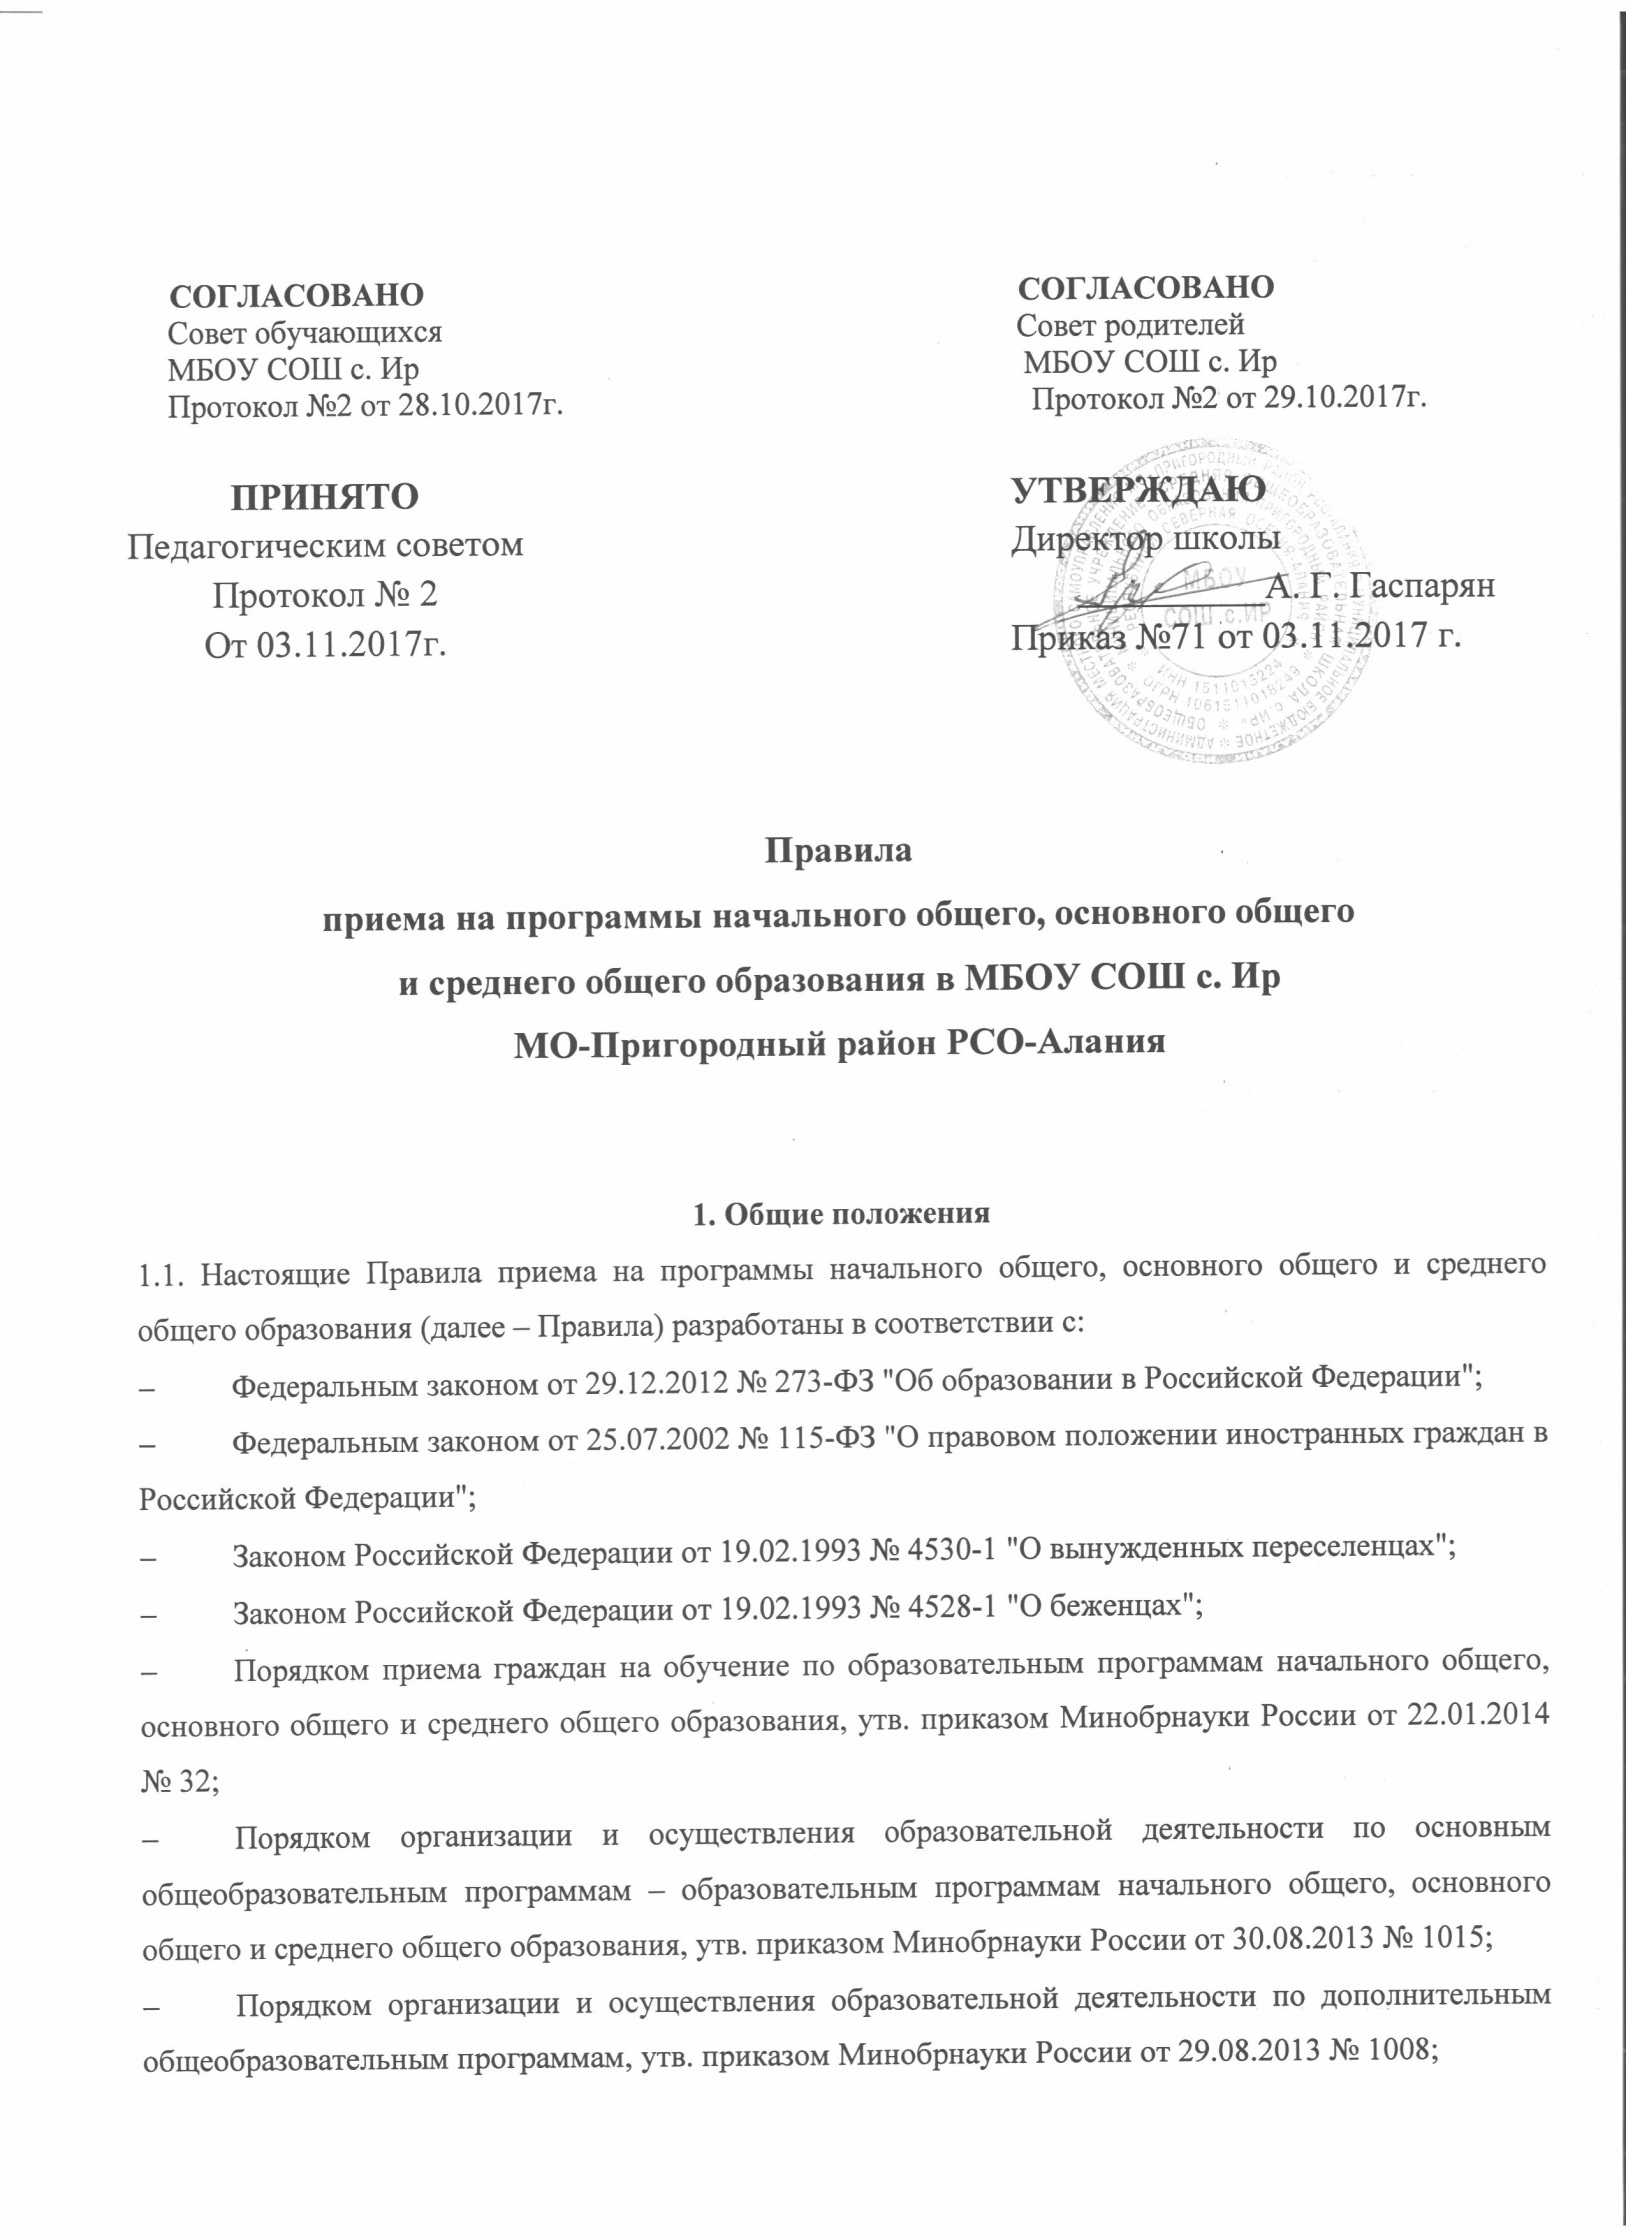 СОГЛАСОВАНО
Совет обучающихся
МБОУ СОШ с. Ир
Протокол №2 от 28.10.2017г.
СОГЛАСОВАНО
Совет родителей
МБОУ СОШ с. Ир
Протокол №2 от 29.10.2017г.
ПРИНЯТО
Педагогическим советом
Протокол № 2
От 03.11.2017г.
УТВЕРЖДАЮ
Директор школы
А. Г. Гаспарян
Приказ №71 от 03.11.2017 г.
МБОУ
СОШ с.ИР
Правила
приема на программы начального общего, основного общего
и среднего общего образования в МБОУ СОШ с. Ир
МО-Пригородный район РСО-Алания
1. Общие положения
1.1. Настоящие Правила приема на программы начального общего, основного общего и среднего
общего образования (далее – Правила) разработаны в соответствии с:
– Федеральным законом от 29.12.2012 № 273-ФЗ "Об образовании в Российской Федерации";
– Федеральным законом от 25.07.2002 № 115-ФЗ "О правовом положении иностранных граждан в
Российской Федерации";
– Законом Российской Федерации от 19.02.1993 № 4530-1 "О вынужденных переселенцах";
– Законом Российской Федерации от 19.02.1993 № 4528-1 "О беженцах";
– Порядком приема граждан на обучение по образовательным программам начального общего,
основного общего и среднего общего образования, утв. приказом Минобрнауки России от 22.01.2014
№ 32;
– Порядком организации и осуществления образовательной деятельности по основным
общеобразовательным программам – образовательным программам начального общего, основного
общего и среднего общего образования, утв. приказом Минобрнауки России от 30.08.2013 № 1015;
– Порядком организации и осуществления образовательной деятельности по дополнительным
общеобразовательным программам, утв. приказом Минобрнауки России от 29.08.2013 № 1008;